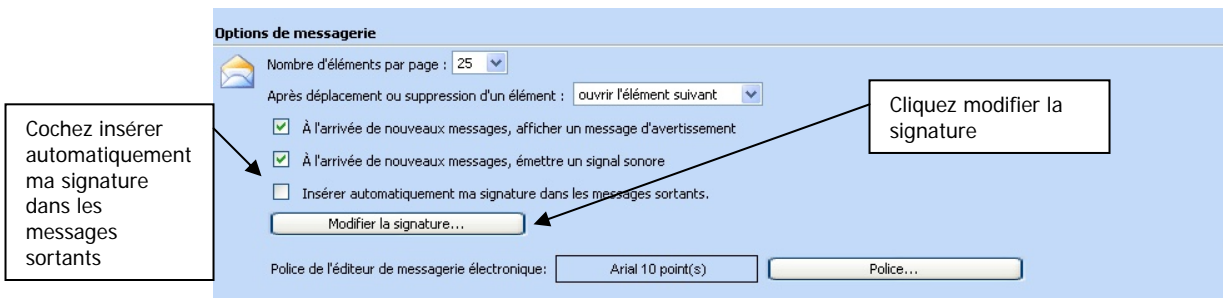 Options de messagerie
Nombre d'éléments par page : 25
Après déplacement ou suppression d'un élément : ouvrir l'élément suivant
À l'arrivée de nouveaux messages, afficher un message d'avertissement
À l'arrivée de nouveaux messages, émettre un signal sonore
Insérer automatiquement ma signature dans les messages sortants.
Modifier la signature...
Police de l'éditeur de messagerie électronique: Arial 10 point(s) Police...
Cochez insérer
automatiquement
ma signature
dans les
messages
sortants
Cliquez modifier la
signature